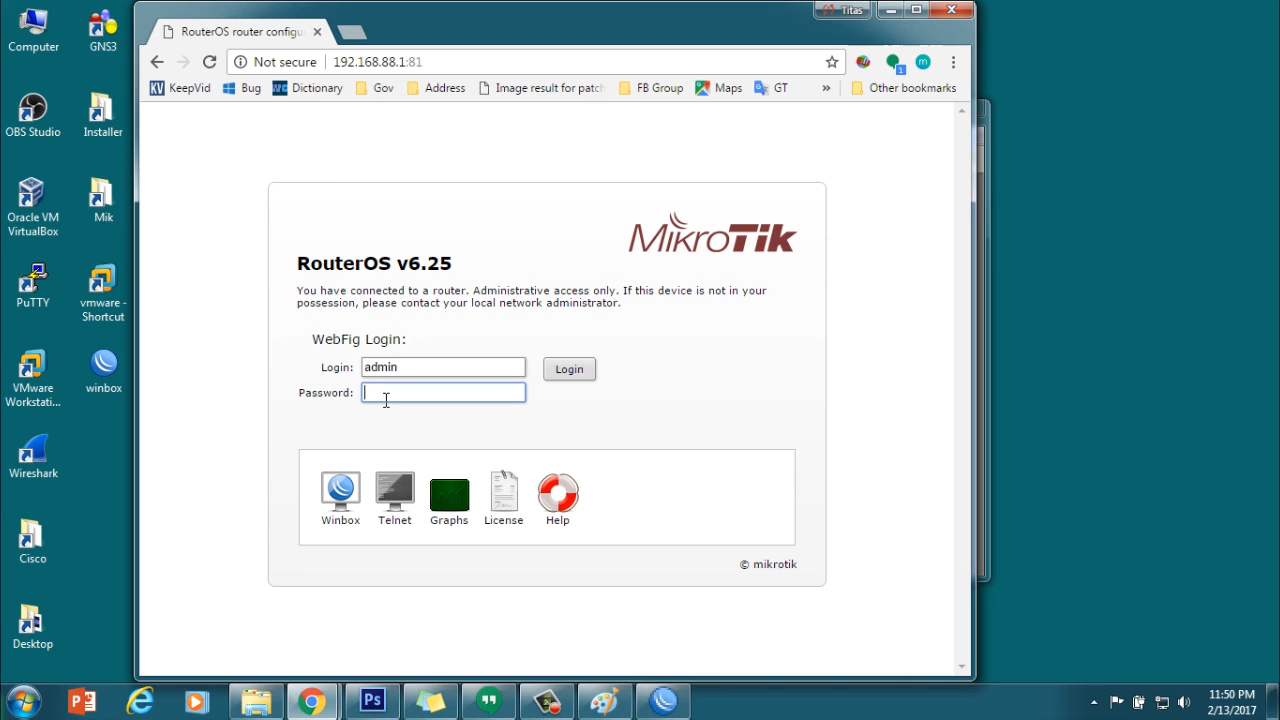 Computer
GNS3
OBS Studio
Installer
Oracle VM
VirtualBox
Mik
PuTTY
vmware -
Shortcut
VMware
Workstati...
winbox
Wireshark
Cisco
Desktop
RouterOS router configu
Titas
Not secure
192.168.88.1:81
1
m
KV KeepVid
Bug
Dictionary
Gov
Address
Image result for patch
FB Group
Maps
GT
»
Other bookmarks
MikroTik
RouterOS v6.25
You have connected to a router. Administrative access only. If this device is not in your
possession, please contact your local network administrator.
WebFig Login:
Login: admin
Login
Password:
Winbox
Telnet
Graphs
License
Help
© mikrotik
Ps
11:50 PM
2/13/2017